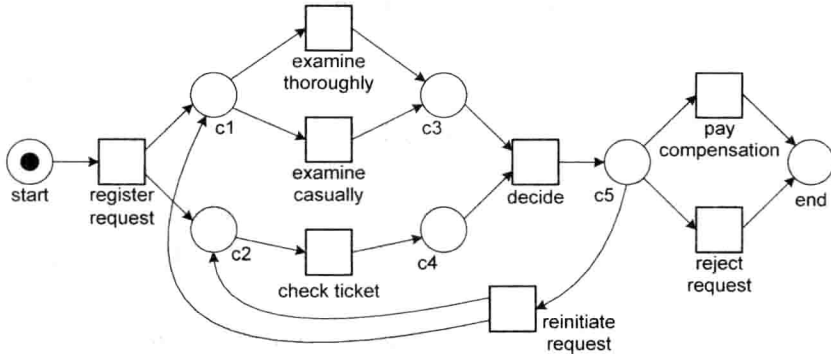 examine
thoroughly
c1
c3
pay
compensation
examine
casually
start
register
request
decide
c5
end
c2
c4
check ticket
reject
request
reinitiate
request